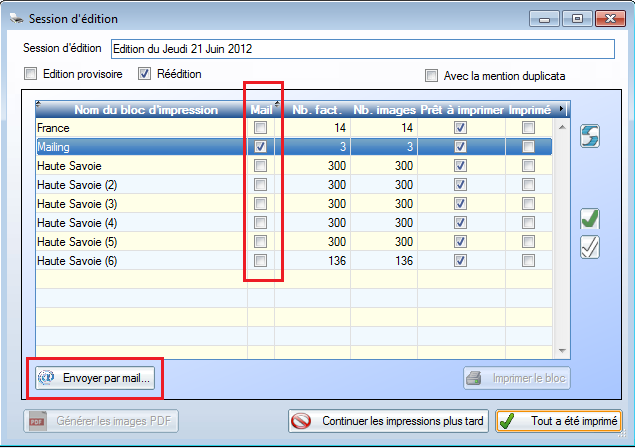 Session d'édition
Session d'édition Edition du Jeudi 21 Juin 2012
Edition provisoire Réédition Avec la mention duplicata
Nom du bloc d'impression Mail Nb. fact. Nb. images Prêt à imprimer Imprimé
France 14 14
Mailing 3 3
Haute Savoie 300 300
Haute Savoie (2) 300 300
Haute Savoie (3) 300 300
Haute Savoie (4) 300 300
Haute Savoie (5) 300 300
Haute Savoie (6) 136 136
Envoyer par mail... Imprimer le bloc
PDF Générer les images PDF Continuer les impressions plus tard Tout a été imprimé